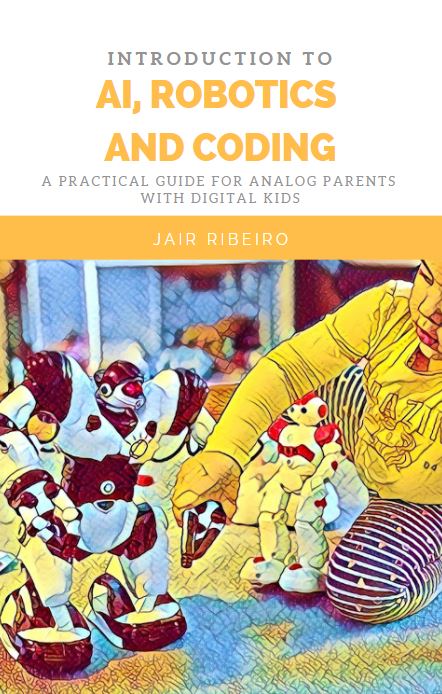 INTRODUCTION TO
AI, ROBOTICS
AND CODING
A PRACTICAL GUIDE FOR ANALOG PARENTS
WITH DIGITAL KIDS
JAIR RIBEIRO